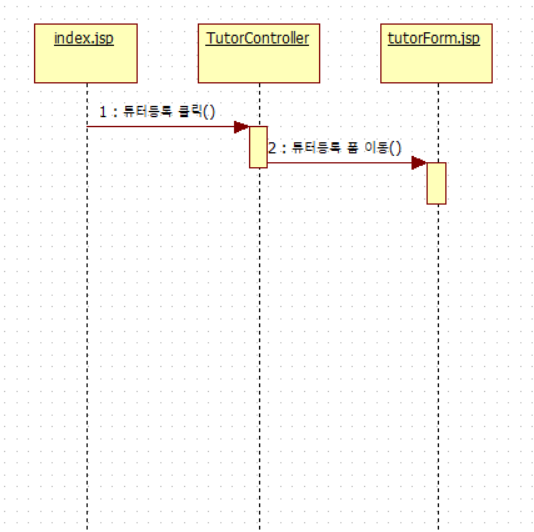 index.jsp
TutorController
tutorForm.jsp
1 : 튜터등록 클릭()
2 : 튜터등록 폼 이동()